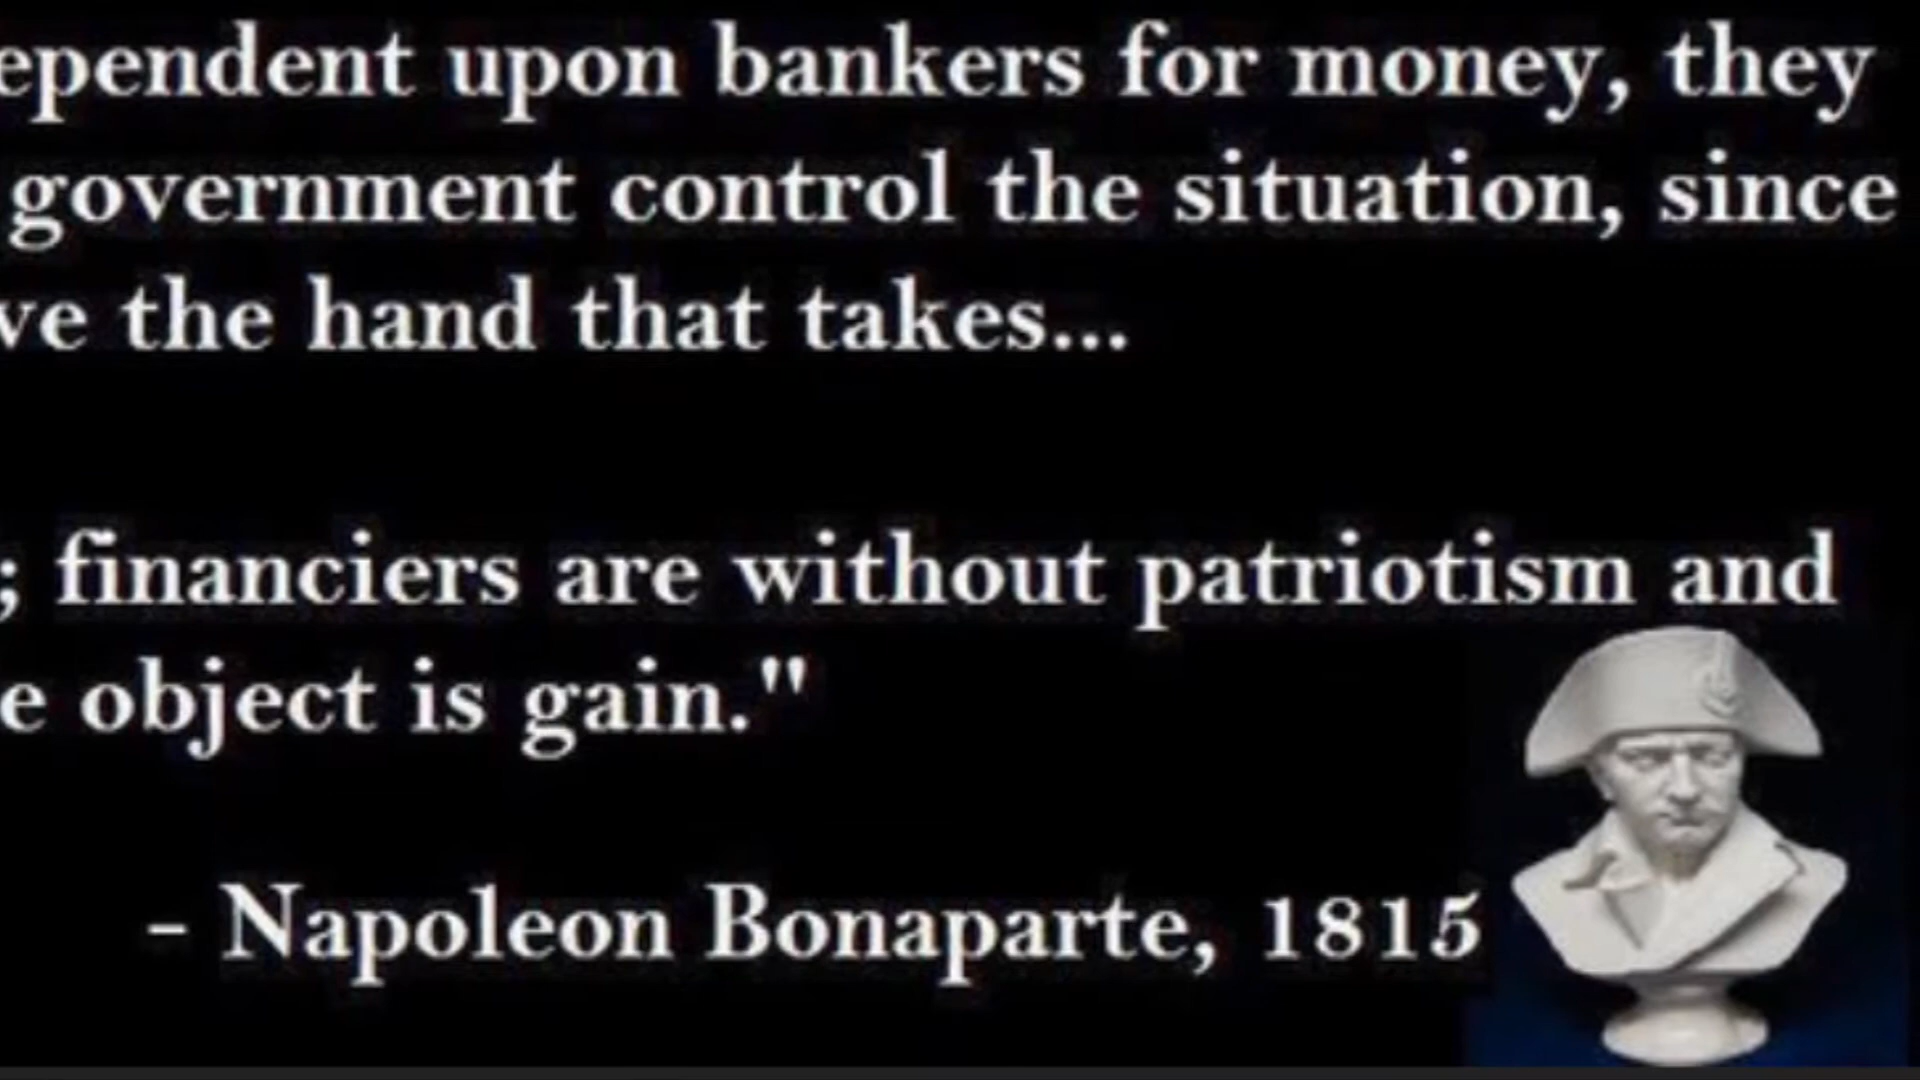 ependent upon bankers for money, they
government control the situation, since
ve the hand that takes...
; financiers are without patriotism and
e object is gain."
- Napoleon Bonaparte, 1815